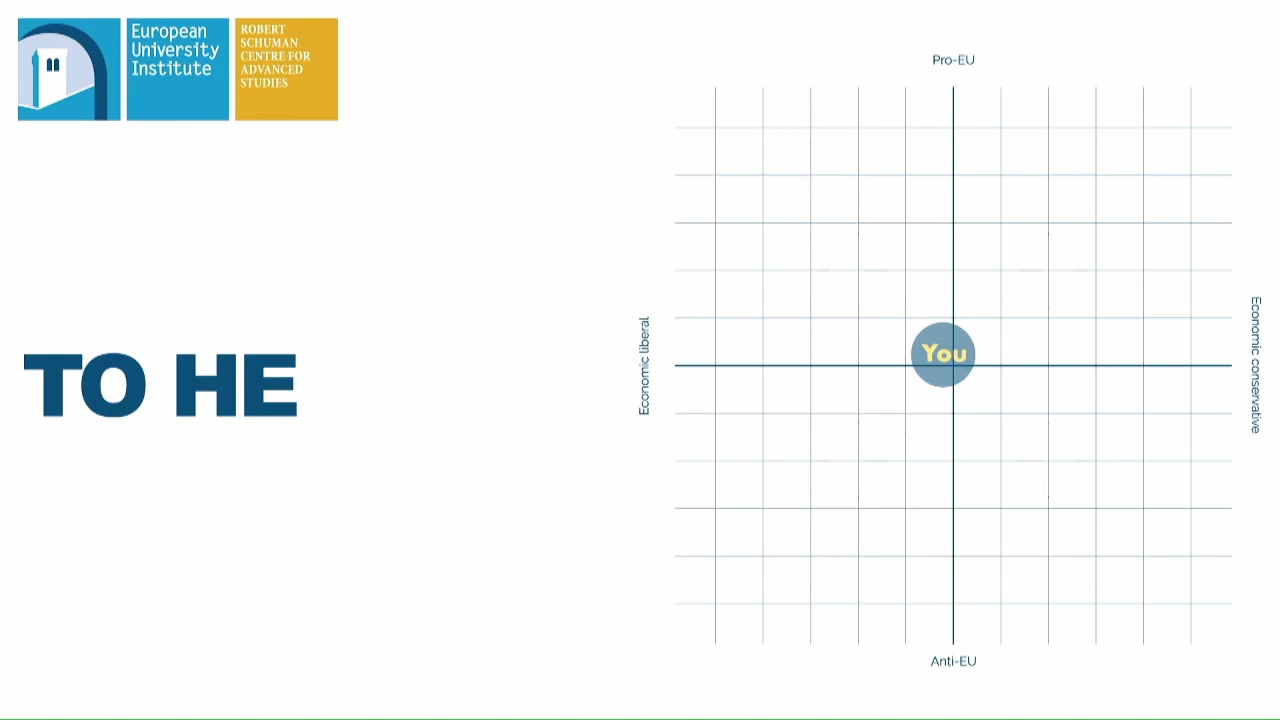 European
University
Institute
ROBERT
SCHUMAN
CENTRE FOR
ADVANCED
STUDIES
TO HE
Pro-EU
Economic liberal
You
Economic conservative
Anti-EU